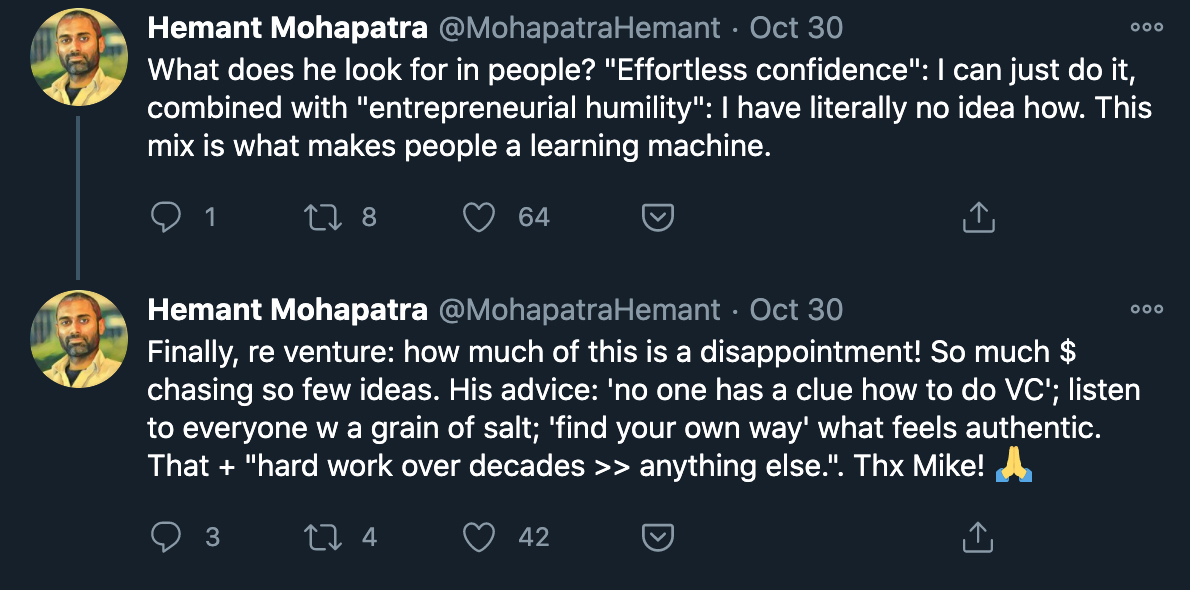 Hemant Mohapatra @MohapatraHemant · Oct 30
What does he look for in people? "Effortless confidence": I can just do it,
combined with "entrepreneurial humility": I have literally no idea how. This
mix is what makes people a learning machine.
1 8 64
Hemant Mohapatra @MohapatraHemant · Oct 30
Finally, re venture: how much of this is a disappointment! So much $
chasing so few ideas. His advice: 'no one has a clue how to do VC'; listen
to everyone w a grain of salt; 'find your own way' what feels authentic.
That + "hard work over decades >> anything else.". Thx Mike! 🙏
3 4 42